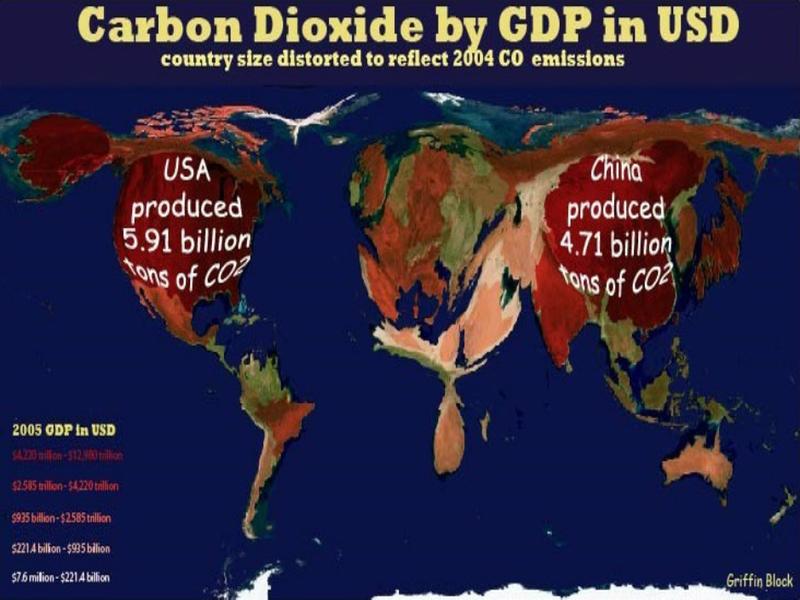 Carbon Dioxide by GDP in USD
country size distorted to reflect 2004 CO emissions
USA
produced
5.91 billion
tons of CO2
China
produced
4.71 billion
tons of CO2
2005 GDP in USD
$4,220 trillion - $12,980 trillion
$2.585 trillion - $4,220 trillion
$935 billion - $2.585 trillion
$221.4 billion - $935 billion
$7.6 million - $221.4 billion
Griffin Block